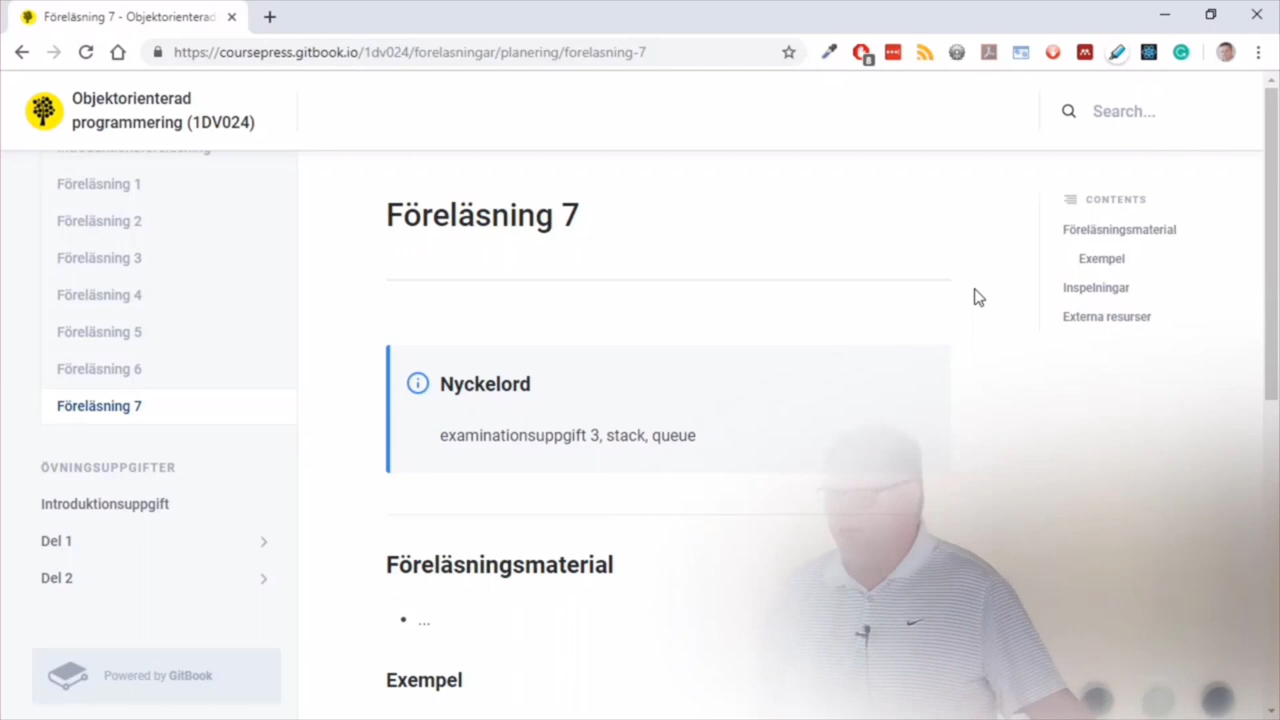 Föreläsning 7 - Objektorienterad
https://coursepress.gitbook.io/1dv024/forelasningar/planering/forelasning-7
8
Objektorienterad
programmering (1DV024)
Search...
Introduktionsföreläsning
Föreläsning 1
Föreläsning 2
Föreläsning 3
Föreläsning 4
Föreläsning 5
Föreläsning 6
Föreläsning 7
ÖVNINGSUPPGIFTER
Introduktionsuppgift
Del 1
Del 2
Powered by GitBook
Föreläsning 7
Nyckelord
examinationsuppgift 3, stack, queue
Föreläsningsmaterial
...
Exempel
CONTENTS
Föreläsningsmaterial
Exempel
Inspelningar
Externa resurser